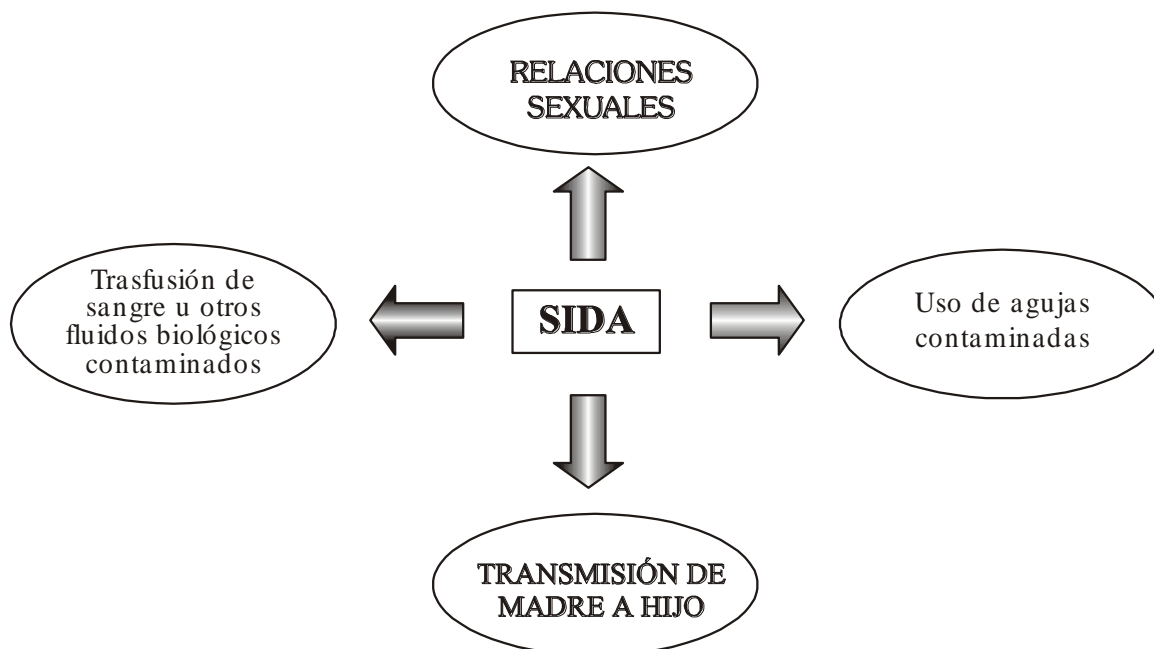 RELACIONES
SEXUALES
Trasfusión de
sangre u otros
fluidos biológicos
contaminados
SIDA
Uso de agujas
contaminadas
TRANSMISIÓN DE
MADRE A HIJO